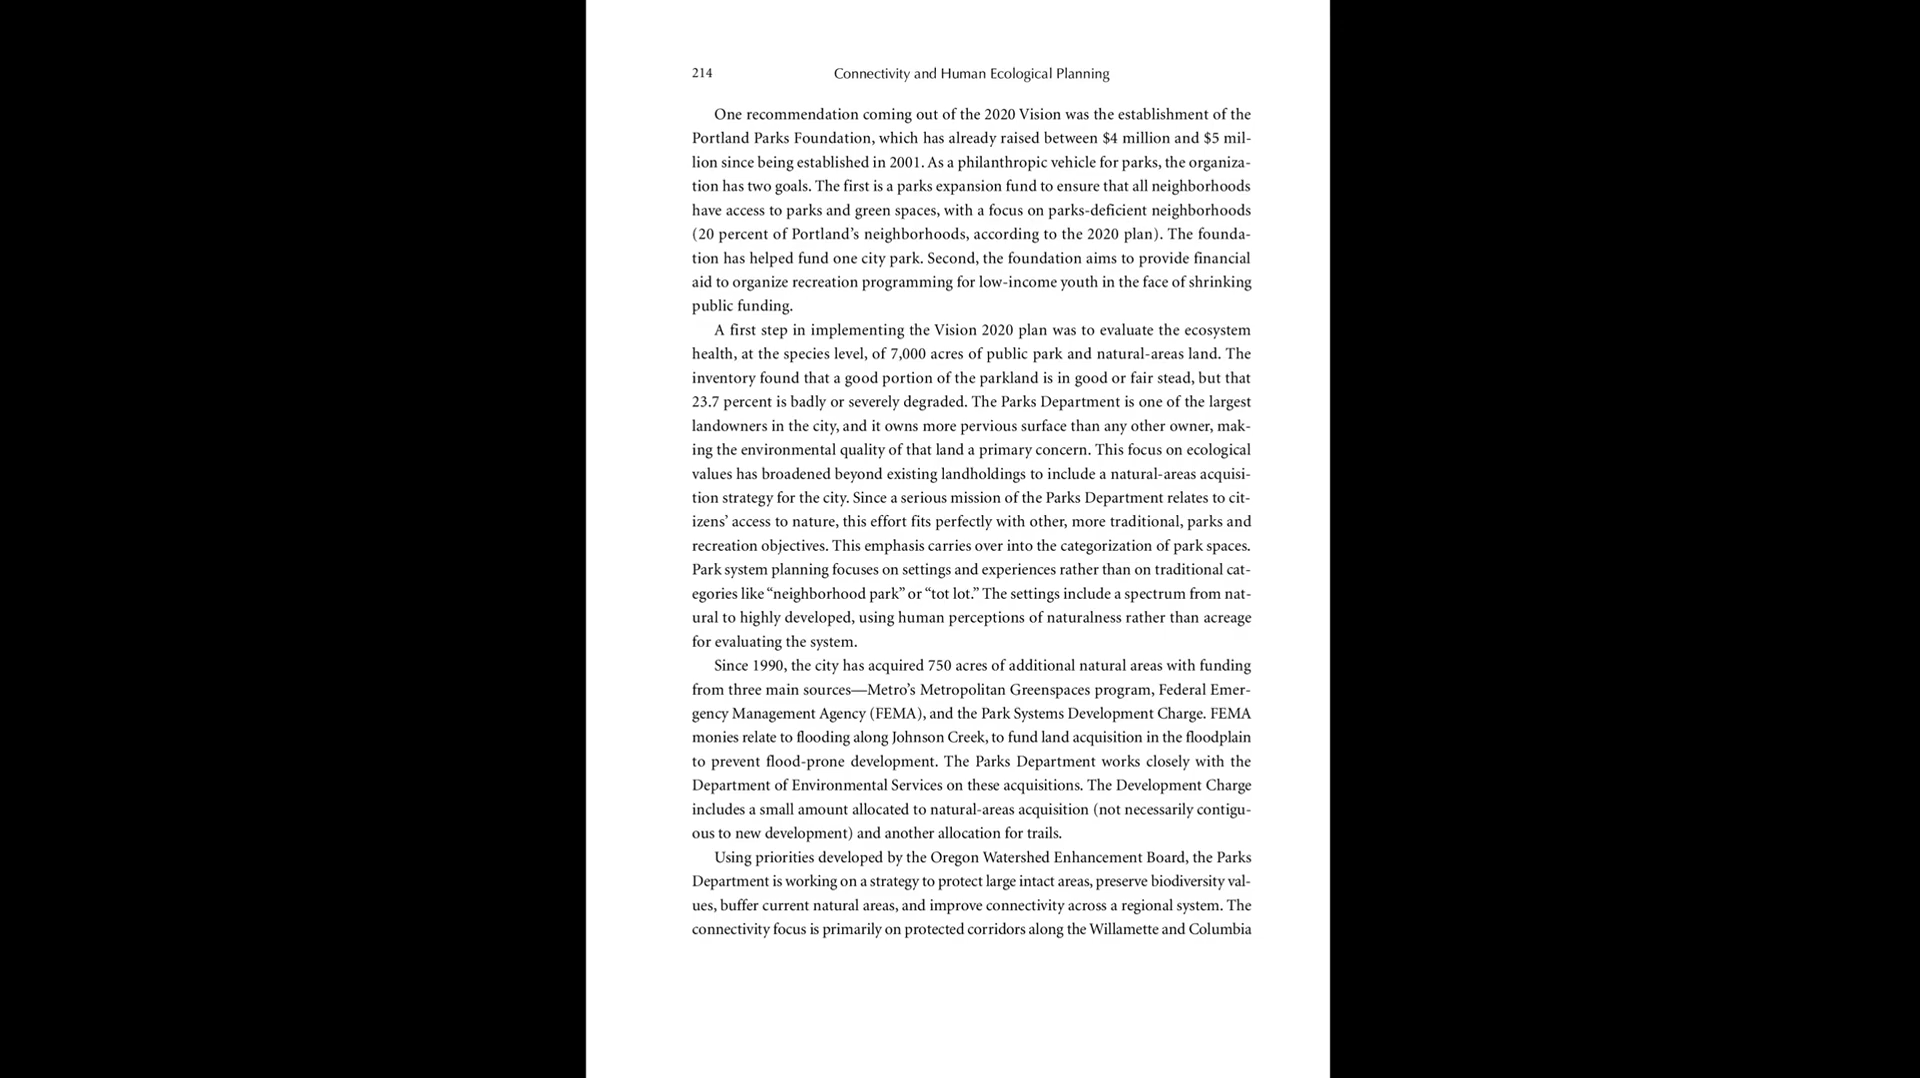 214
Connectivity and Human Ecological Planning
One recommendation coming out of the 2020 Vision was the establishment of the
Portland Parks Foundation, which has already raised between $4 million and $5 mil-
lion since being established in 2001. As a philanthropic vehicle for parks, the organiza-
tion has two goals. The first is a parks expansion fund to ensure that all neighborhoods
have access to parks and green spaces, with a focus on parks-deficient neighborhoods
(20 percent of Portland’s neighborhoods, according to the 2020 plan). The founda-
tion has helped fund one city park. Second, the foundation aims to provide financial
aid to organize recreation programming for low-income youth in the face of shrinking
public funding.
A first step in implementing the Vision 2020 plan was to evaluate the ecosystem
health, at the species level, of 7,000 acres of public park and natural-areas land. The
inventory found that a good portion of the parkland is in good or fair stead, but that
23.7 percent is badly or severely degraded. The Parks Department is one of the largest
landowners in the city, and it owns more pervious surface than any other owner, mak-
ing the environmental quality of that land a primary concern. This focus on ecological
values has broadened beyond existing landholdings to include a natural-areas acquisi-
tion strategy for the city. Since a serious mission of the Parks Department relates to cit-
izens’ access to nature, this effort fits perfectly with other, more traditional, parks and
recreation objectives. This emphasis carries over into the categorization of park spaces.
Park system planning focuses on settings and experiences rather than on traditional cat-
egories like “neighborhood park” or “tot lot.” The settings include a spectrum from nat-
ural to highly developed, using human perceptions of naturalness rather than acreage
for evaluating the system.
Since 1990, the city has acquired 750 acres of additional natural areas with funding
from three main sources—Metro’s Metropolitan Greenspaces program, Federal Emer-
gency Management Agency (FEMA), and the Park Systems Development Charge. FEMA
monies relate to flooding along Johnson Creek, to fund land acquisition in the floodplain
to prevent flood-prone development. The Parks Department works closely with the
Department of Environmental Services on these acquisitions. The Development Charge
includes a small amount allocated to natural-areas acquisition (not necessarily contigu-
ous to new development) and another allocation for trails.
Using priorities developed by the Oregon Watershed Enhancement Board, the Parks
Department is working on a strategy to protect large intact areas, preserve biodiversity val-
ues, buffer current natural areas, and improve connectivity across a regional system. The
connectivity focus is primarily on protected corridors along the Willamette and Columbia